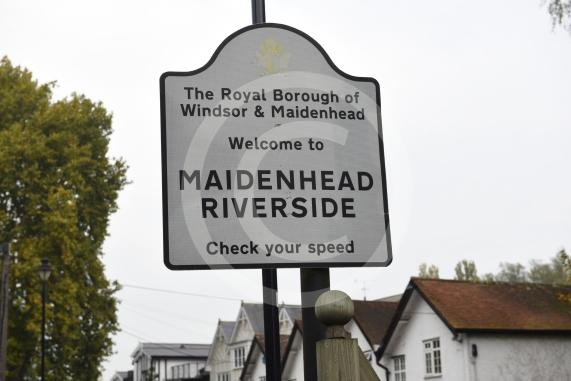 The Royal Borough of
Windsor & Maidenhead
Welcome to
MAIDENHEAD
RIVERSIDE
Check your speed